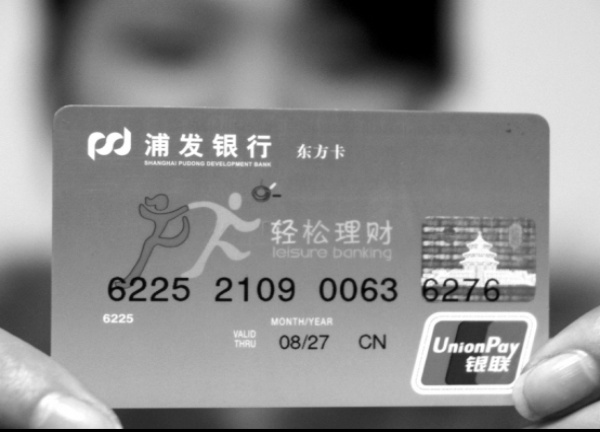 浦发银行 东方卡
SHANGHAI PUDONG DEVELOPMENT BANK
轻松理财
leisure banking
6225 2109 0063 6276
6225
MONTH/YEAR
VALID THRU 08/27 CN
UnionPay
银联